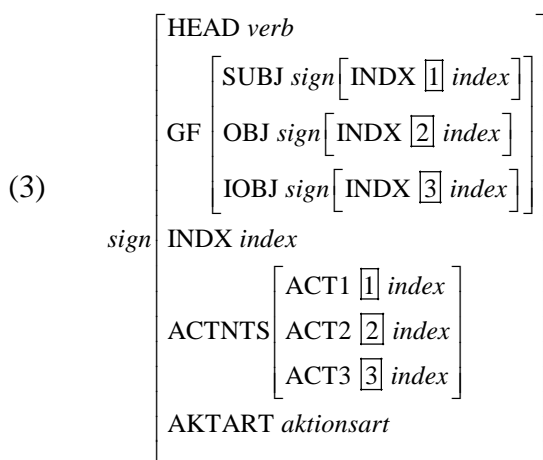 HEAD verb
SUBJ sign [INDX 1 index]
GF OBJ sign [INDX 2 index]
IOBJ sign [INDX 3 index]
(3)
sign INDX index
ACT1 1 index
ACTNTS ACT2 2 index
ACT3 3 index
AKTART aktionsart